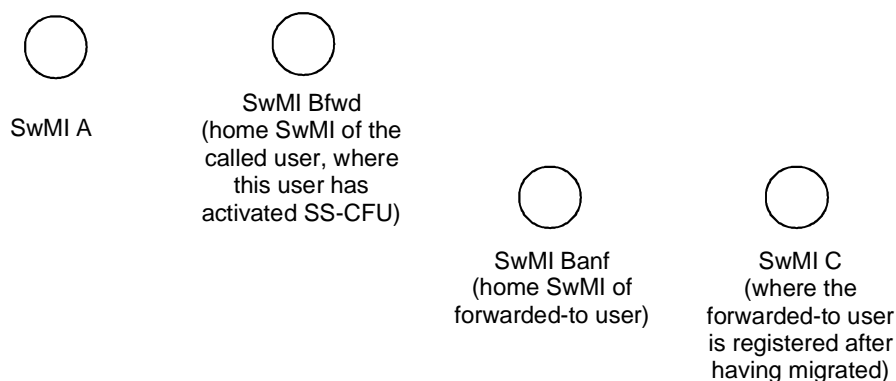 SwMI A
SwMI Bfwd
(home SwMI of the
called user, where
this user has
activated SS-CFU)
SwMI Banf
(home SwMI of
forwarded-to user)
SwMI C
(where the
forwarded-to user
is registered after
having migrated)